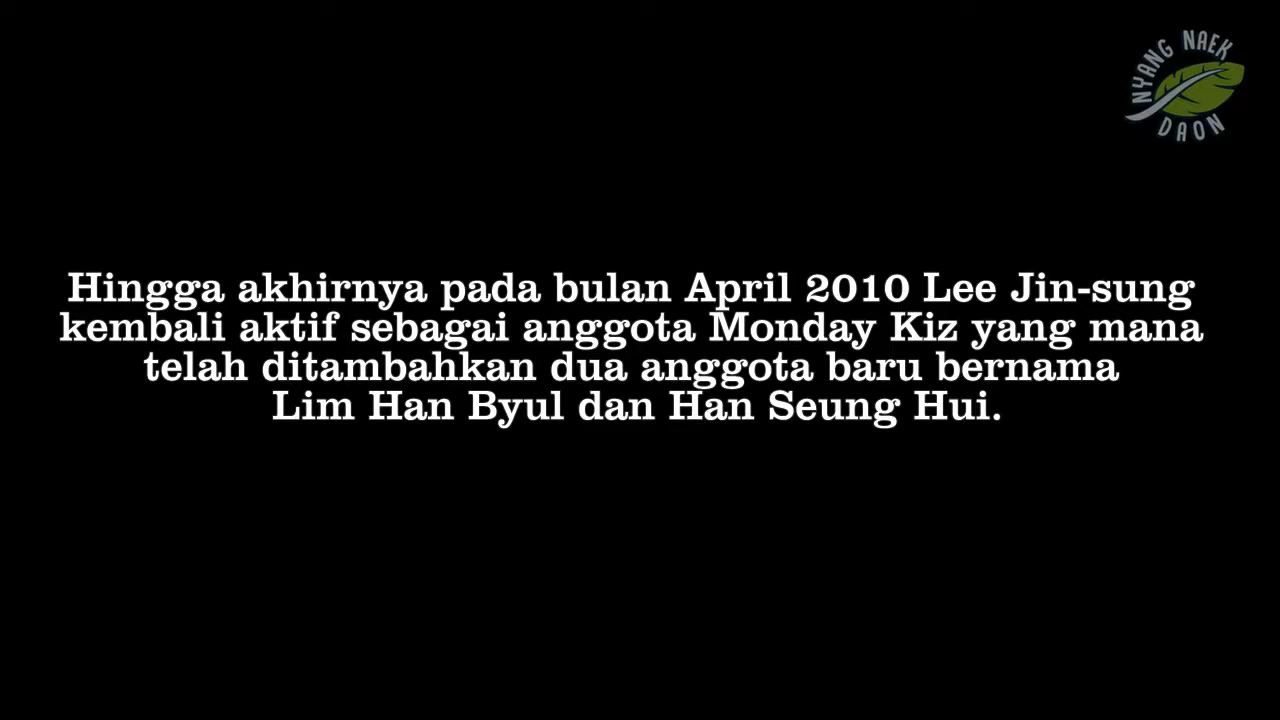 NYANG NAEK
DAON
Hingga akhirnya pada bulan April 2010 Lee Jin-sung
kembali aktif sebagai anggota Monday Kiz yang mana
telah ditambahkan dua anggota baru bernama
Lim Han Byul dan Han Seung Hui.